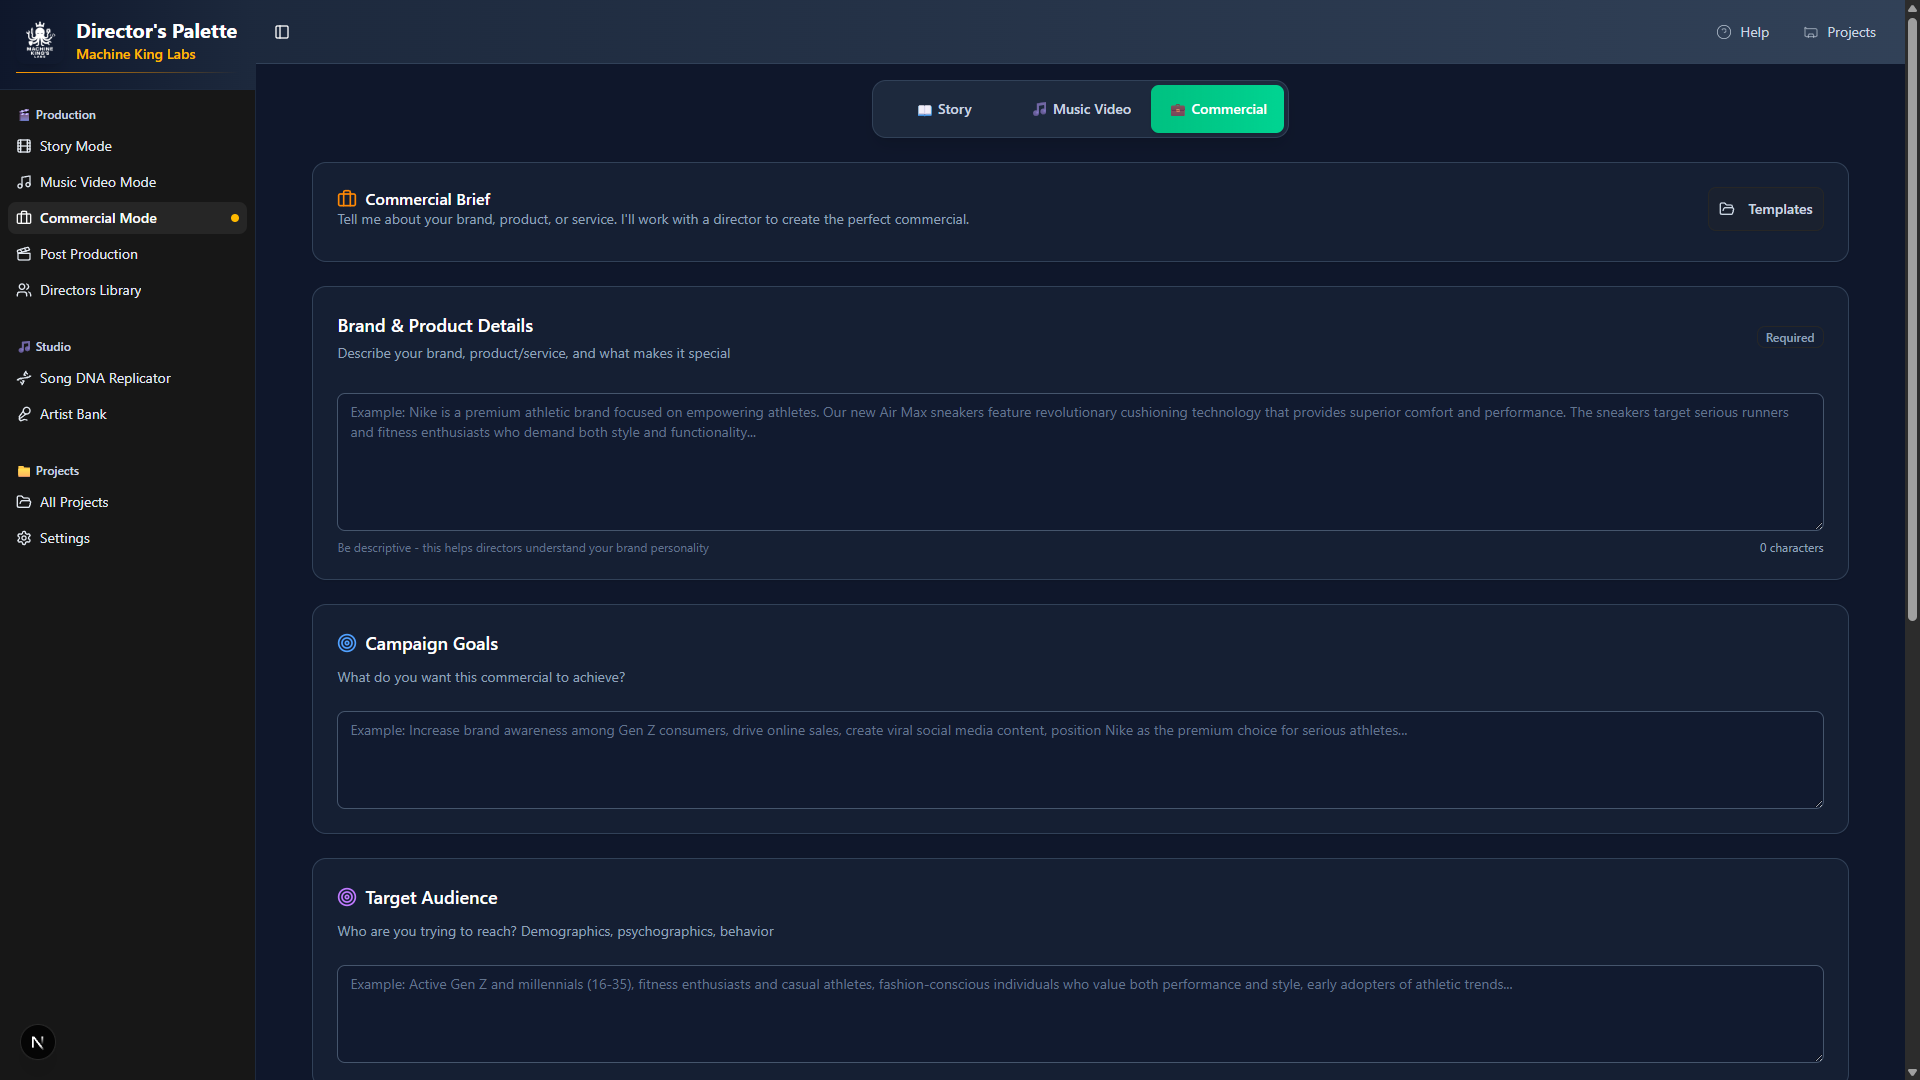 Director's Palette
Machine King Labs
MACHINE
KING'S
LABS
Help
Projects
Production
Story Mode
Music Video Mode
Commercial Mode
Post Production
Directors Library
Studio
Song DNA Replicator
Artist Bank
Projects
All Projects
Settings
N
Story
Music Video
Commercial
Commercial Brief
Tell me about your brand, product, or service. I'll work with a director to create the perfect commercial.
Templates
Brand & Product Details
Describe your brand, product/service, and what makes it special
Required
Example: Nike is a premium athletic brand focused on empowering athletes. Our new Air Max sneakers feature revolutionary cushioning technology that provides superior comfort and performance. The sneakers target serious runners
and fitness enthusiasts who demand both style and functionality...
Be descriptive - this helps directors understand your brand personality
0 characters
Campaign Goals
What do you want this commercial to achieve?
Example: Increase brand awareness among Gen Z consumers, drive online sales, create viral social media content, position Nike as the premium choice for serious athletes...
Target Audience
Who are you trying to reach? Demographics, psychographics, behavior
Example: Active Gen Z and millennials (16-35), fitness enthusiasts and casual athletes, fashion-conscious individuals who value both performance and style, early adopters of athletic trends...